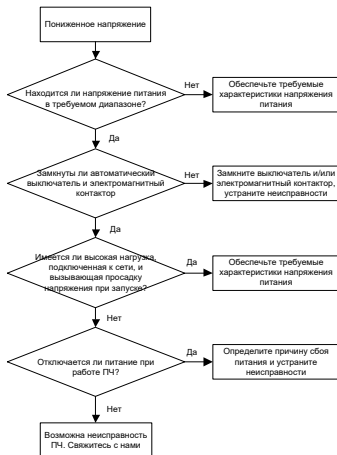 Пониженное напряжение
Находится ли напряжение питания
в требуемом диапазоне?
Нет
Обеспечьте требуемые
характеристики напряжения
питания
Да
Замкнуты ли автоматический
выключатель и электромагнитный
контактор
Нет
Замкните выключатель и/или
электромагнитный контактор,
устраните неисправности
Да
Имеется ли высокая нагрузка,
подключенная к сети, и
вызывающая просадку
напряжения при запуске?
Да
Обеспечьте требуемые
характеристики напряжения
питания
Нет
Отключается ли питание при
работе ПЧ?
Да
Определите причину сбоя
питания и устраните
неисправности
Нет
Возможна неисправность
ПЧ. Свяжитесь с нами